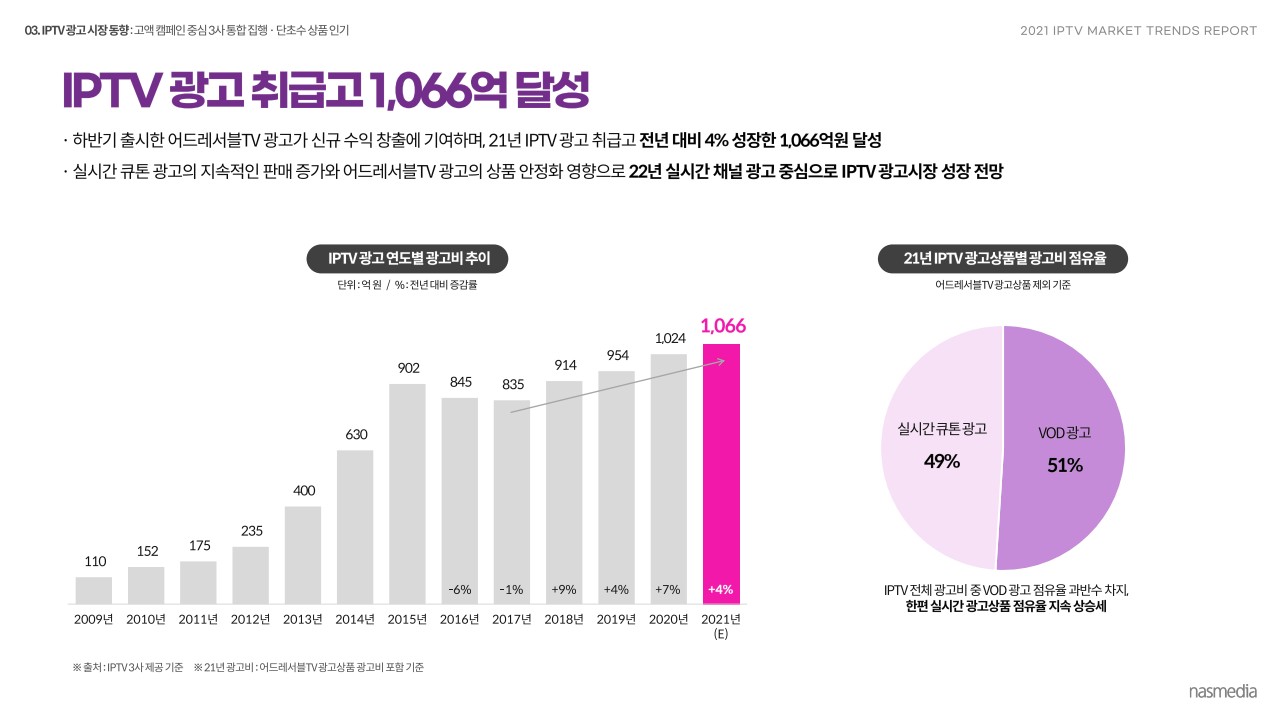 03. IPTV 광고 시장 동향 : 고액 캠페인 중심 3사 통합 집행 · 단초수 상품 인기
2021 IPTV MARKET TRENDS REPORT
IPTV 광고 취급고 1,066억 달성
· 하반기 출시한 어드레서블TV 광고가 신규 수익 창출에 기여하며, 21년 IPTV 광고 취급고 전년 대비 4% 성장한 1,066억원 달성
· 실시간 큐톤 광고의 지속적인 판매 증가와 어드레서블TV 광고의 상품 안정화 영향으로 22년 실시간 채널 광고 중심으로 IPTV 광고시장 성장 전망
IPTV 광고 연도별 광고비 추이
단위 : 억 원 / % : 전년 대비 증감률
110
152
175
235
400
630
902
845
835
914
954
1,024
1,066
-6%
-1%
+9%
+4%
+7%
+4%
2009년
2010년
2011년
2012년
2013년
2014년
2015년
2016년
2017년
2018년
2019년
2020년
2021년
(E)
※ 출처 : IPTV 3사 제공 기준 ※ 21년 광고비 : 어드레서블TV 광고상품 광고비 포함 기준
21년 IPTV 광고상품별 광고비 점유율
어드레서블TV 광고상품 제외 기준
실시간 큐톤 광고
49%
VOD 광고
51%
IPTV 전체 광고비 중 VOD 광고 점유율 과반수 차지,
한편 실시간 광고상품 점유율 지속 상승세
nasmedia